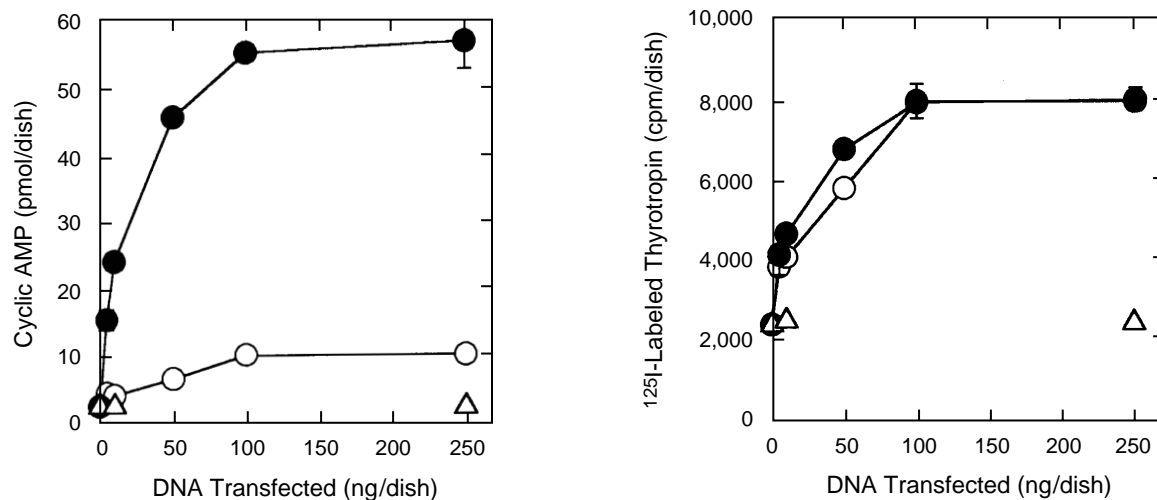 Cyclic AMP (pmol/dish)
60
50
40
30
20
10
0
0 50 100 150 200 250
DNA Transfected (ng/dish)
¹²⁵I-Labeled Thyrotropin (cpm/dish)
10,000
8,000
6,000
4,000
2,000
0
0 50 100 150 200 250
DNA Transfected (ng/dish)